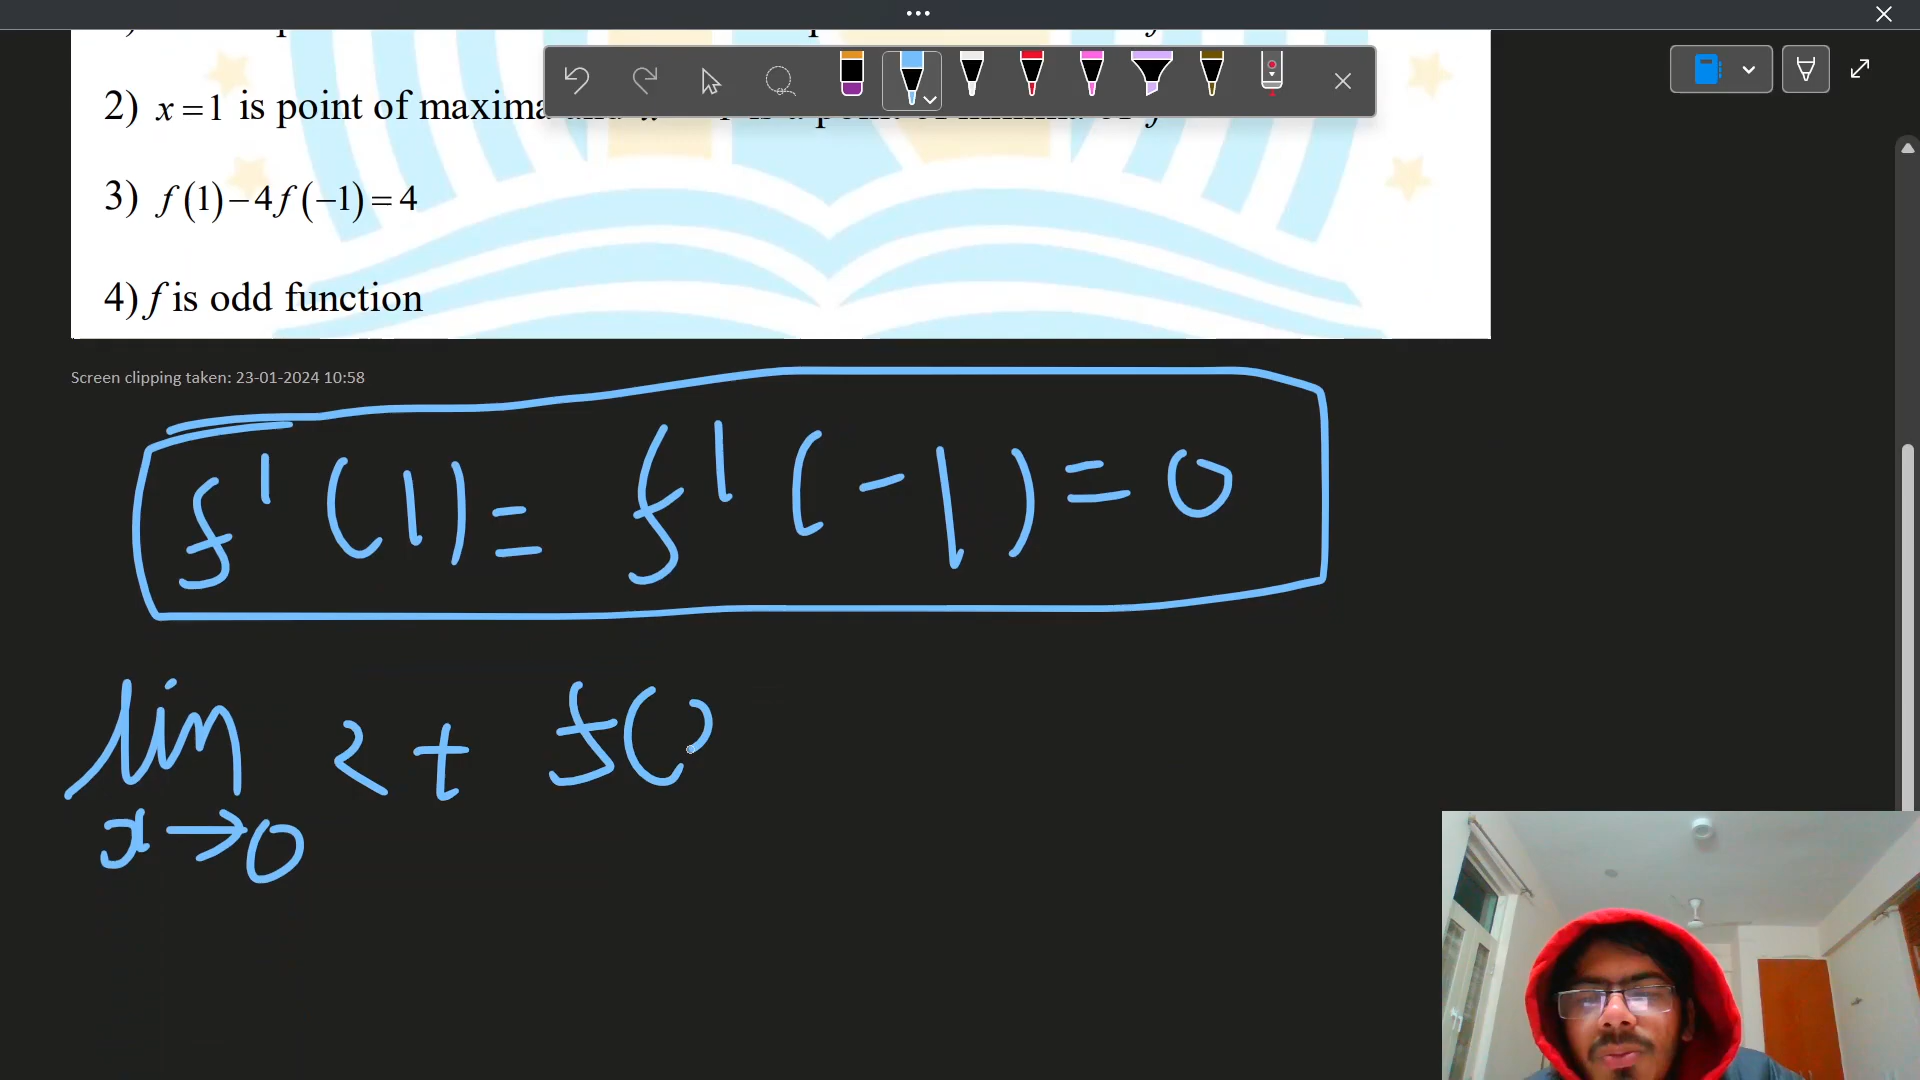 2) x = 1 is point of maxima
3) f(1) − 4f(−1) = 4
4) f is odd function
Screen clipping taken: 23-01-2024 10:58
f'(1) = f'(-1) = 0
lim 2 + f(
x→0